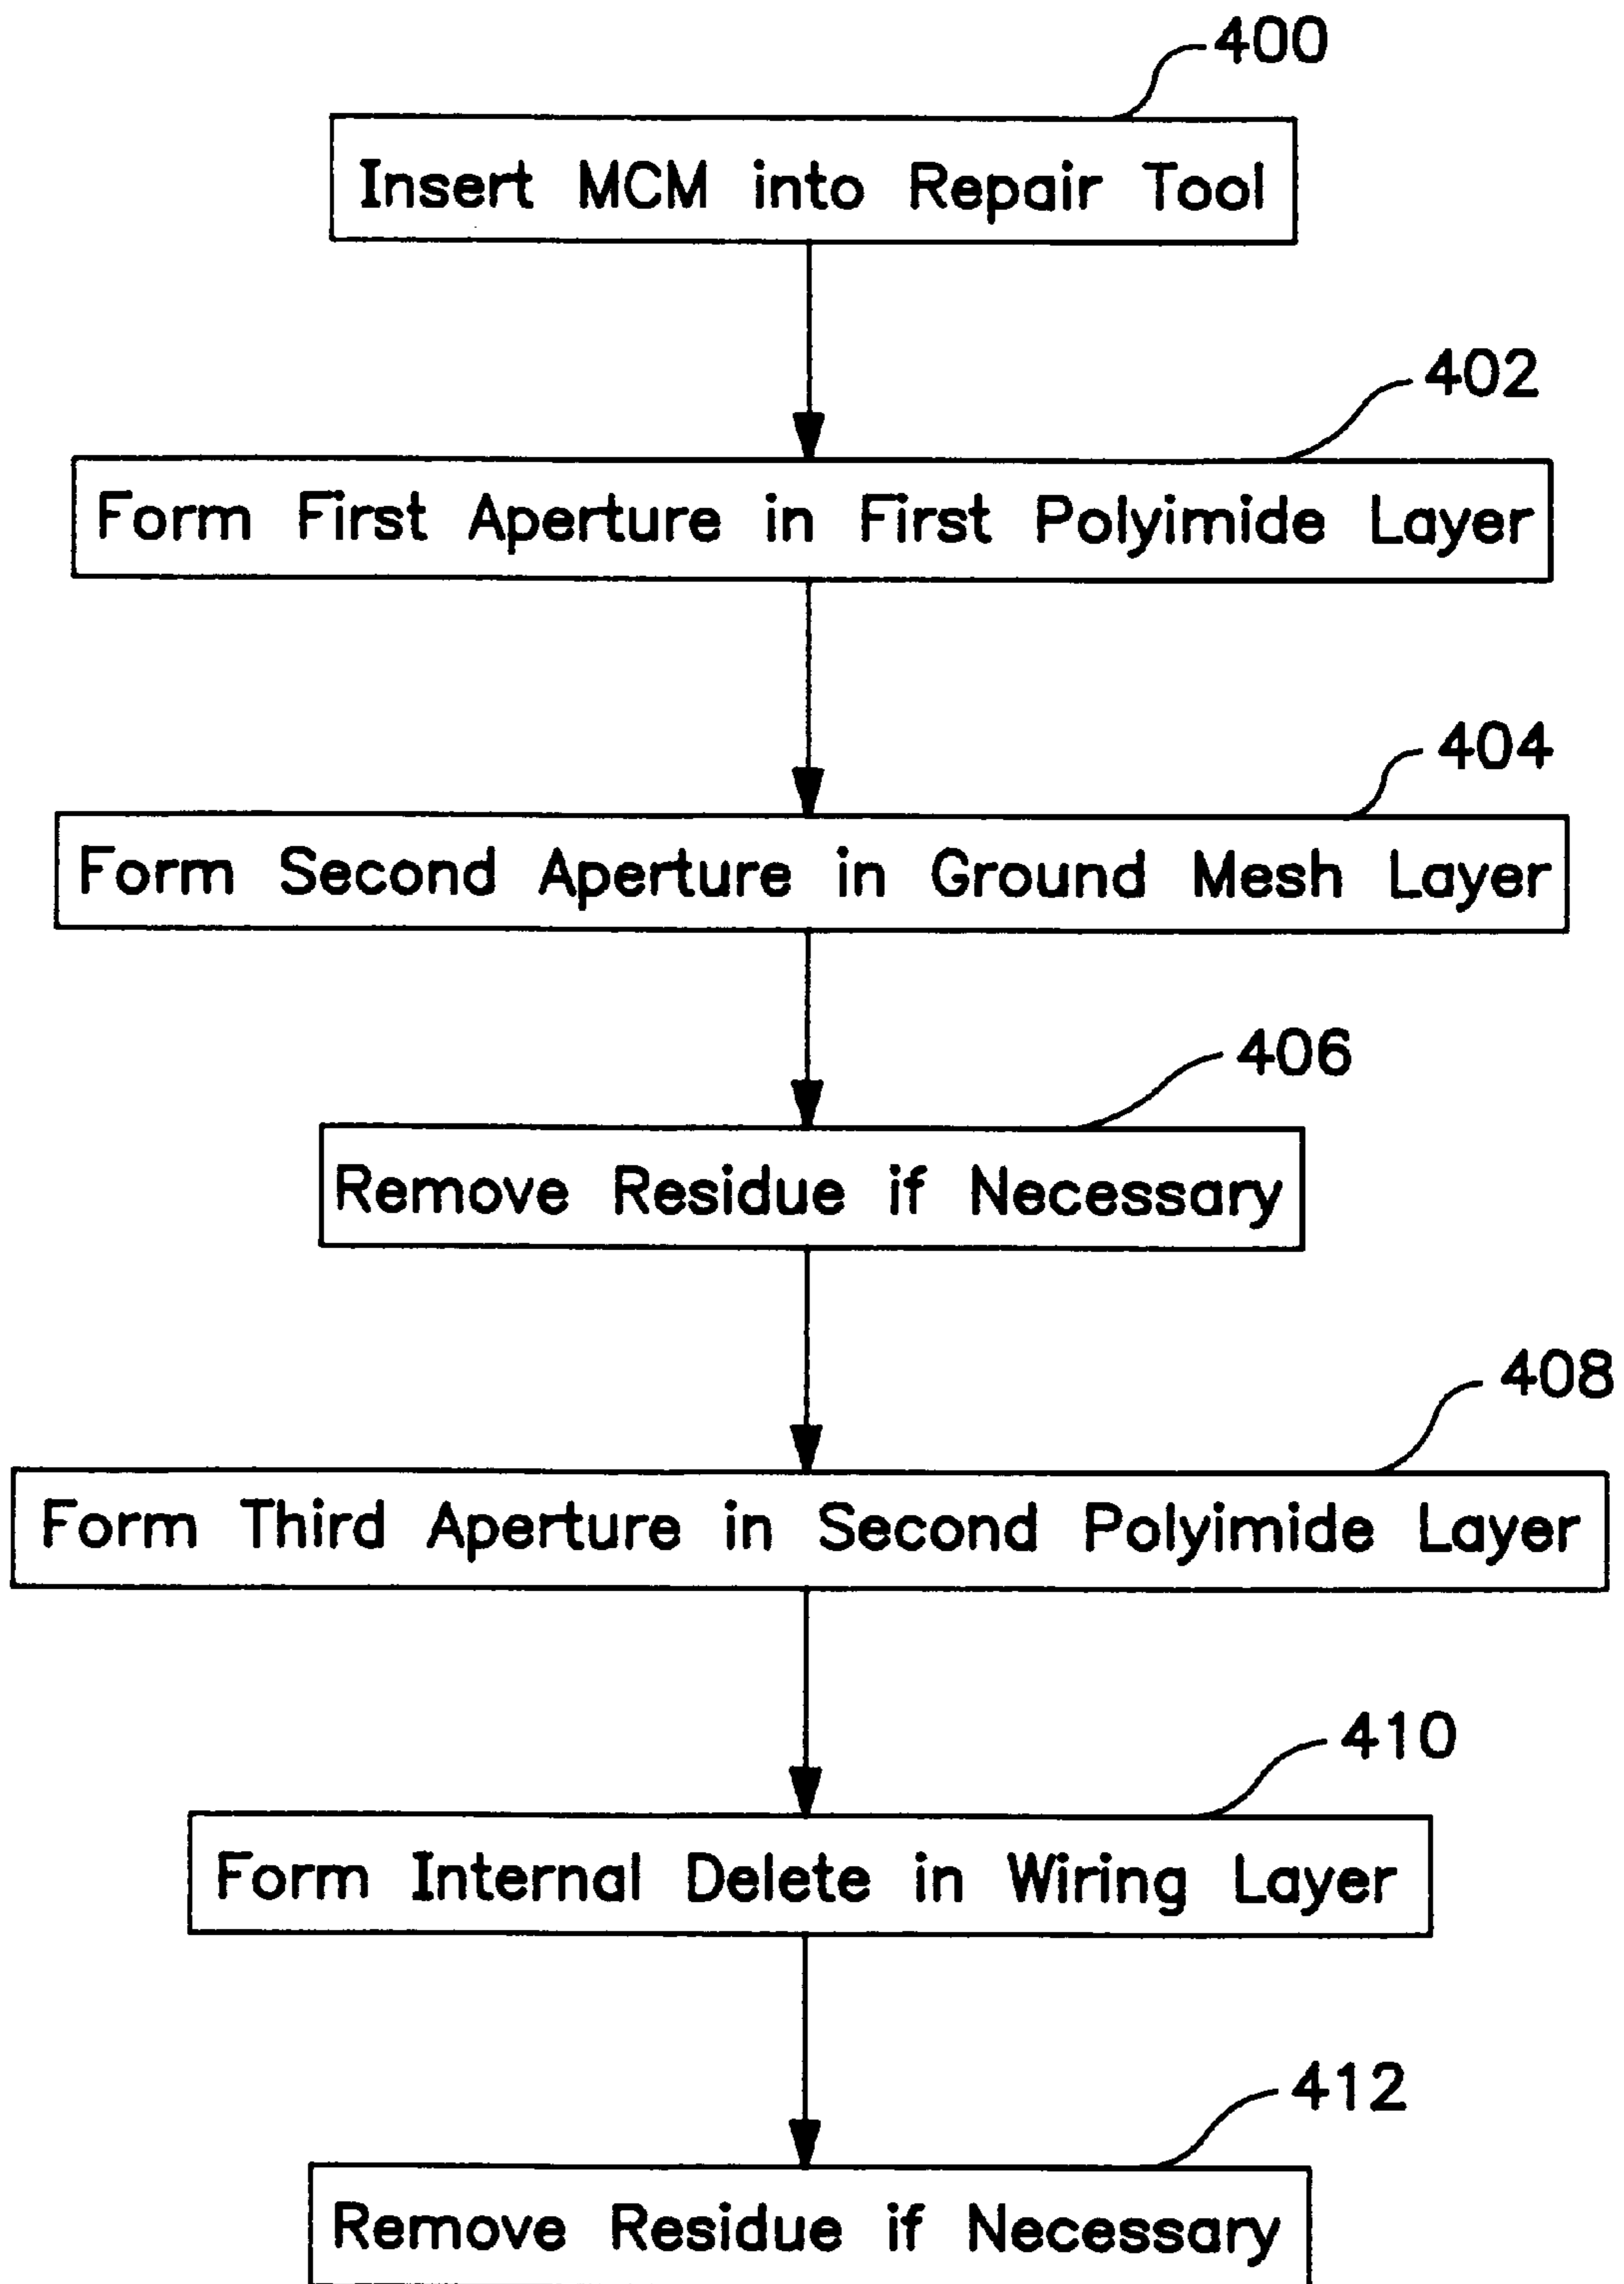 400
Insert MCM into Repair Tool
402
Form First Aperture in First Polyimide Layer
404
Form Second Aperture in Ground Mesh Layer
406
Remove Residue if Necessary
408
Form Third Aperture in Second Polyimide Layer
410
Form Internal Delete in Wiring Layer
412
Remove Residue if Necessary